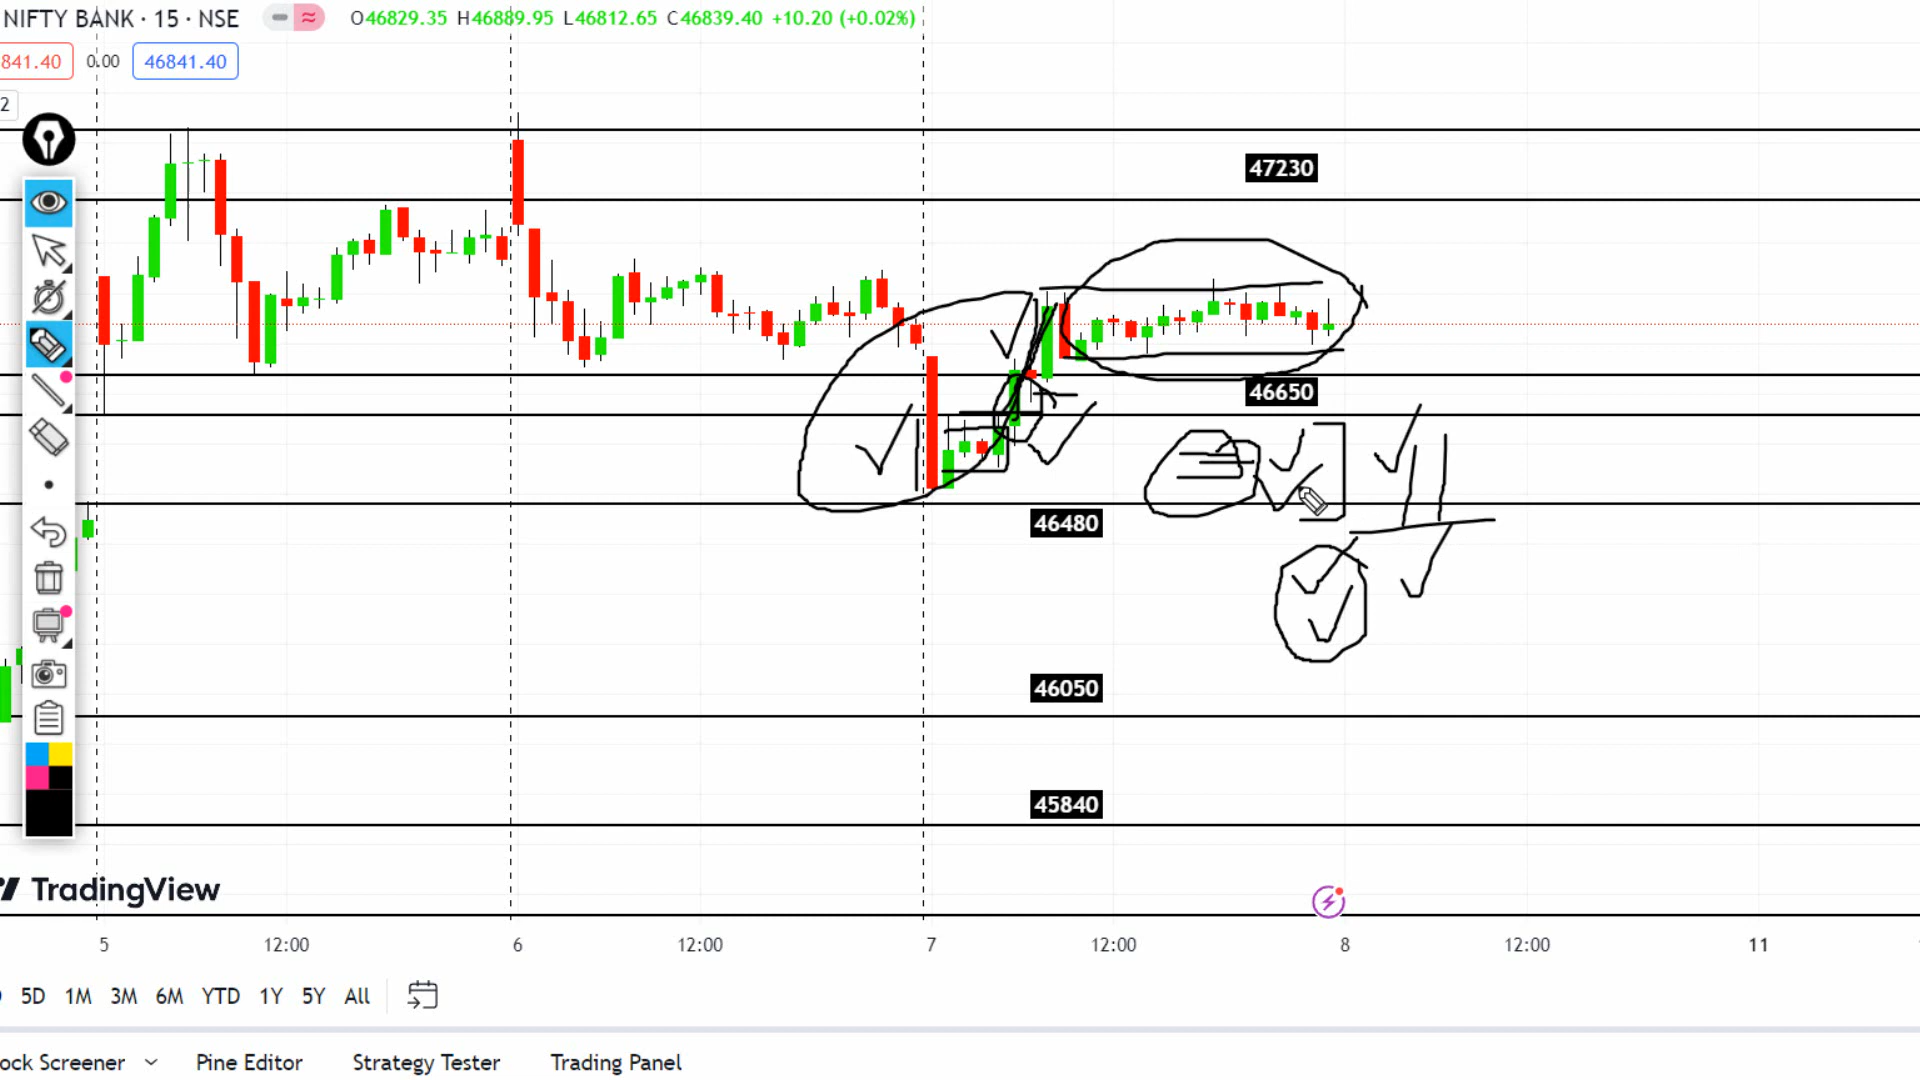 NIFTY BANK · 15 · NSE
O46829.35 H46889.95 L46812.65 C46839.40 +10.20 (+0.02%)
841.40 0.00 46841.40
2
47230
46650
46480
46050
45840
TradingView
5 12:00 6 12:00 7 12:00 8 12:00 11
5D 1M 3M 6M YTD 1Y 5Y All
ock Screener Pine Editor Strategy Tester Trading Panel